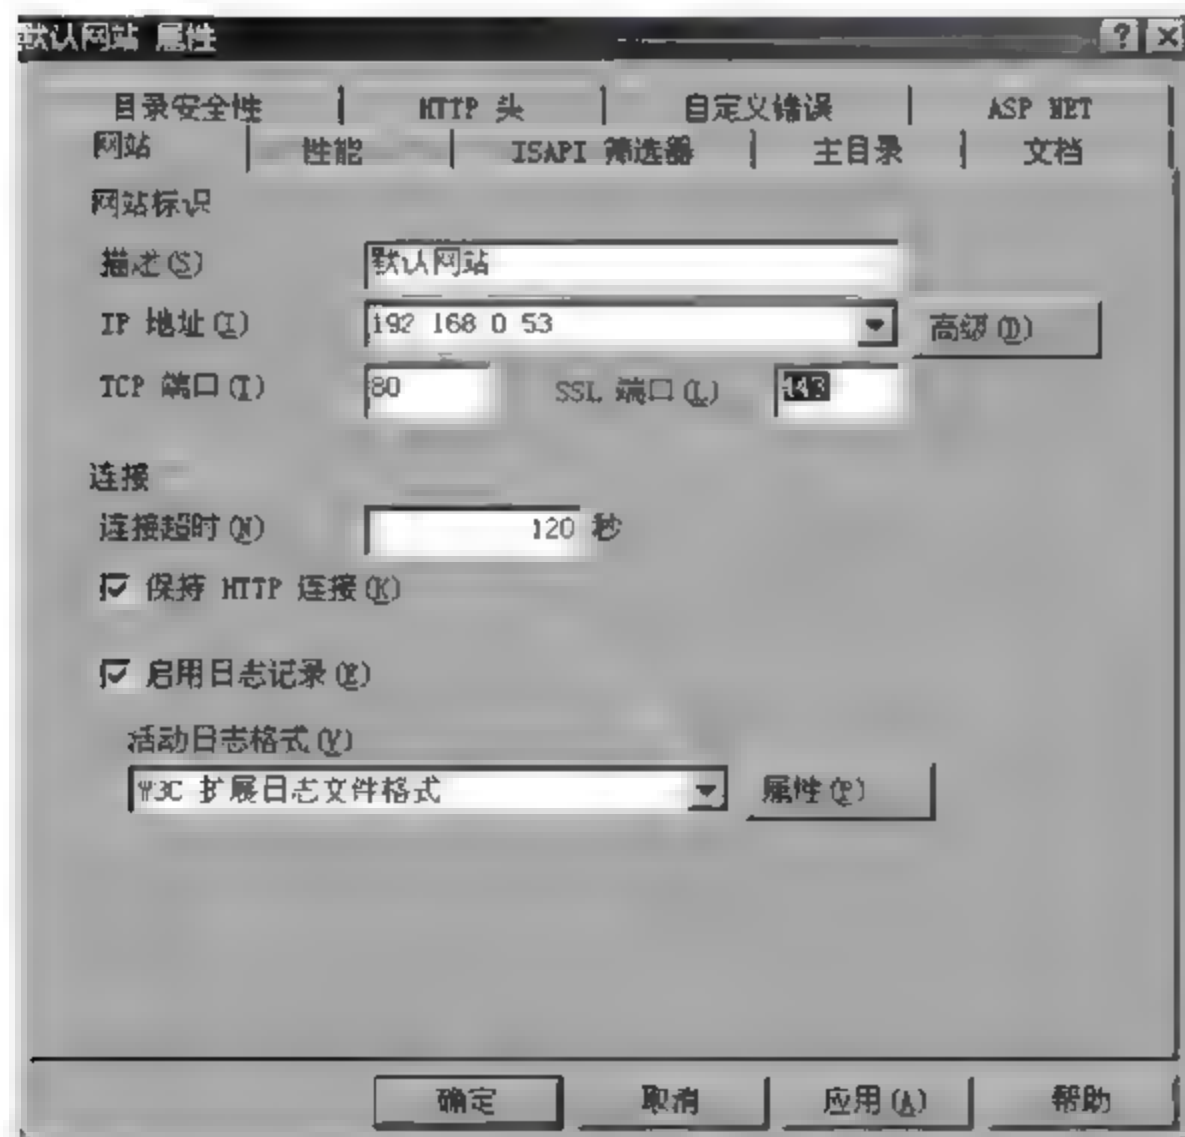 默认网站 属性
目录安全性 HTTP 头 自定义错误 ASP NET
网站 性能 ISAPI 筛选器 主目录 文档
网站标识
描述(S) 默认网站
IP 地址(I) 192 168 0 53 高级(D)
TCP 端口(T) 80 SSL 端口(L) 443
连接
连接超时(N) 120 秒
保持 HTTP 连接(K)
启用日志记录(E)
活动日志格式(V)
W3C 扩展日志文件格式 属性(P)
确定 取消 应用(A) 帮助